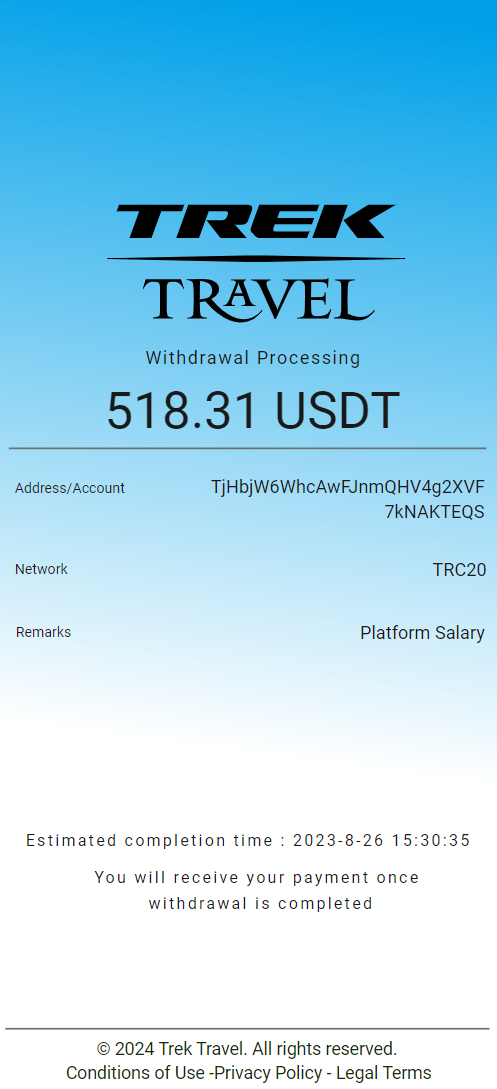 TREK
TRAVEL
Withdrawal Processing
518.31 USDT
Address/Account
TjHbjW6WhcAwFJnmQHV4g2XVF
7kNAKTEQS
Network
TRC20
Remarks
Platform Salary
Estimated completion time : 2023-8-26 15:30:35
You will receive your payment once
withdrawal is completed
© 2024 Trek Travel. All rights reserved.
Conditions of Use -Privacy Policy - Legal Terms